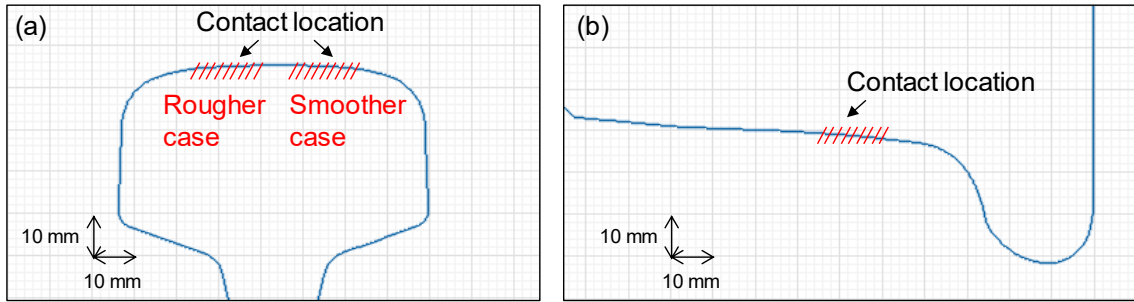 (a)
Contact location
Rougher case
Smoother case
10 mm
10 mm
(b)
Contact location
10 mm
10 mm